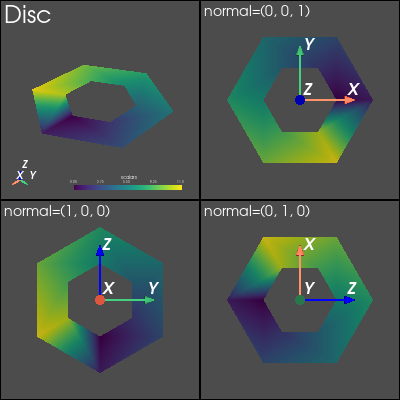 Disc
Z
X Y
scalars
normal=(0, 0, 1)
Y
Z X
normal=(1, 0, 0)
Z
X Y
normal=(0, 1, 0)
X
Y Z